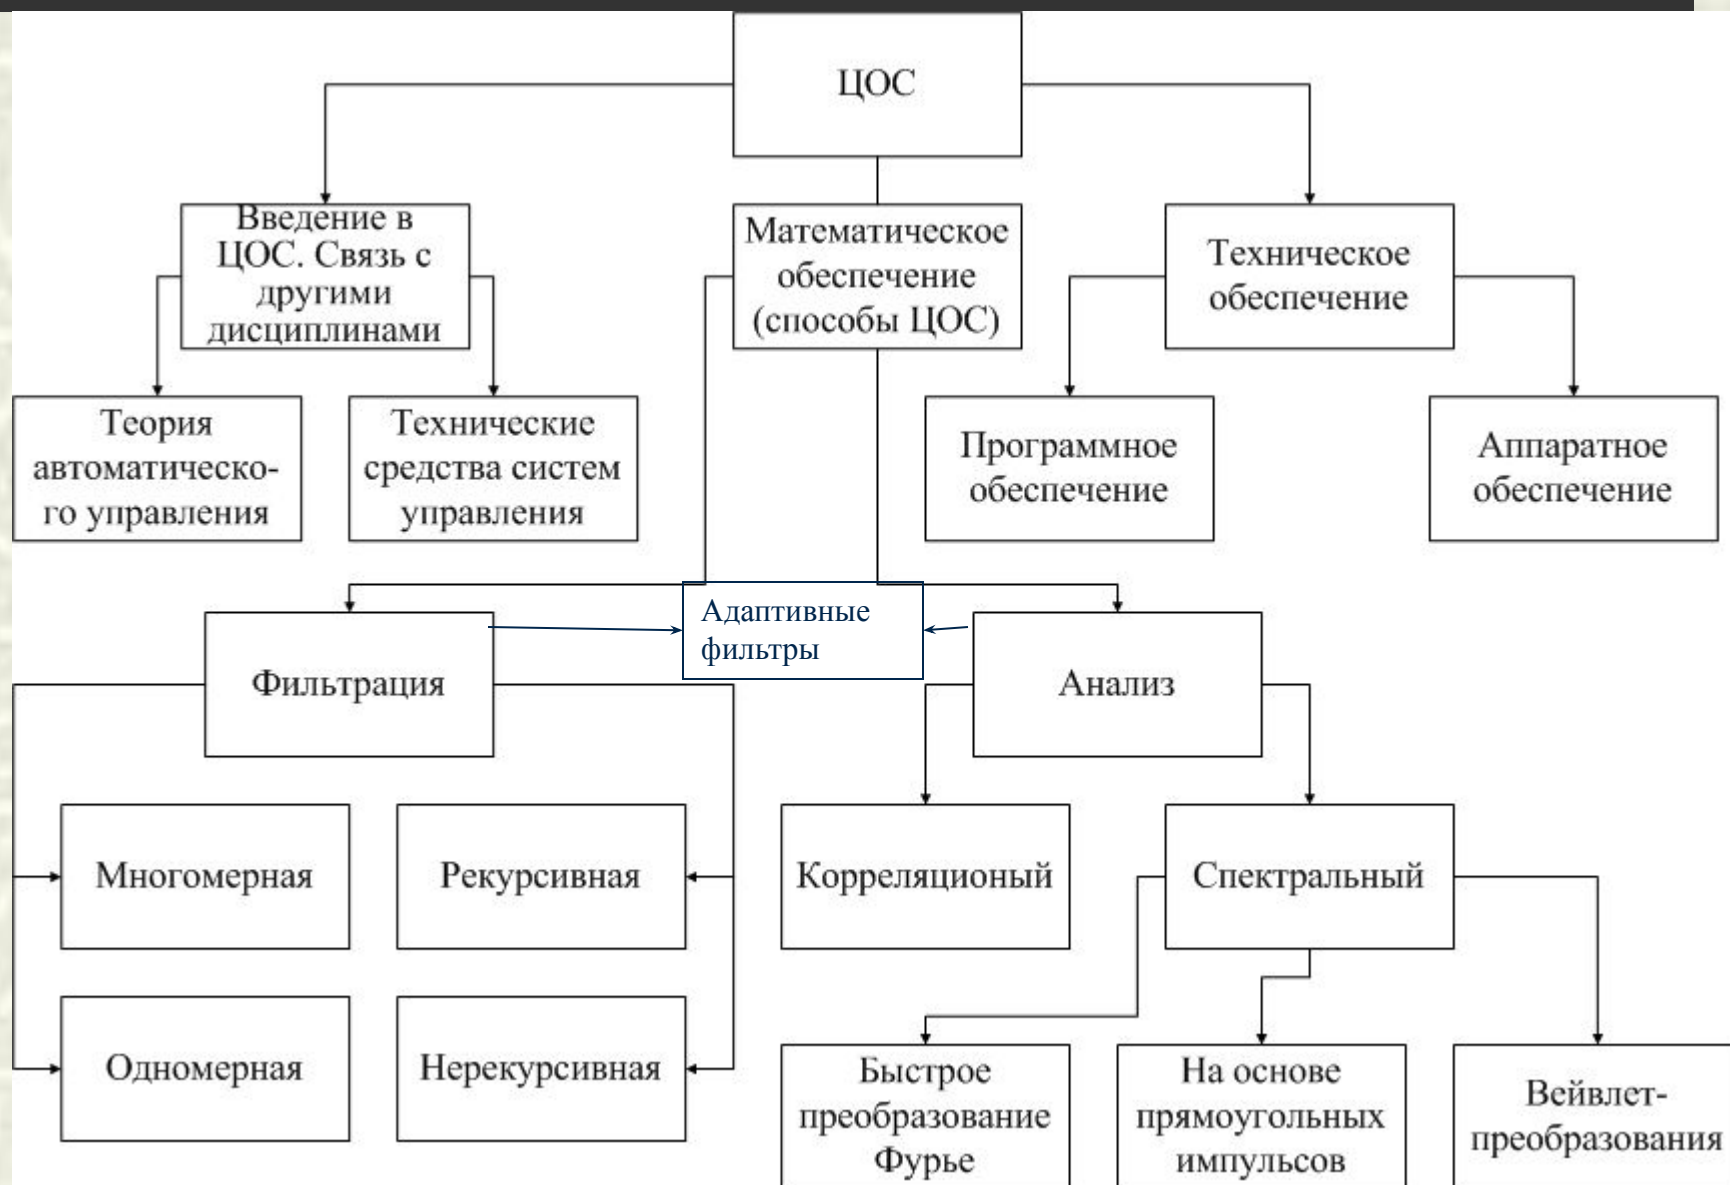 ЦОС
Введение в
ЦОС. Связь с
другими
дисциплинами
Математическое
обеспечение
(способы ЦОС)
Техническое
обеспечение
Теория
автоматическо-
го управления
Технические
средства систем
управления
Программное
обеспечение
Аппаратное
обеспечение
Адаптивные
фильтры
Фильтрация
Анализ
Многомерная
Рекурсивная
Корреляционый
Спектральный
Одномерная
Нерекурсивная
Быстрое
преобразование
Фурье
На основе
прямоугольных
импульсов
Вейвлет-
преобразования